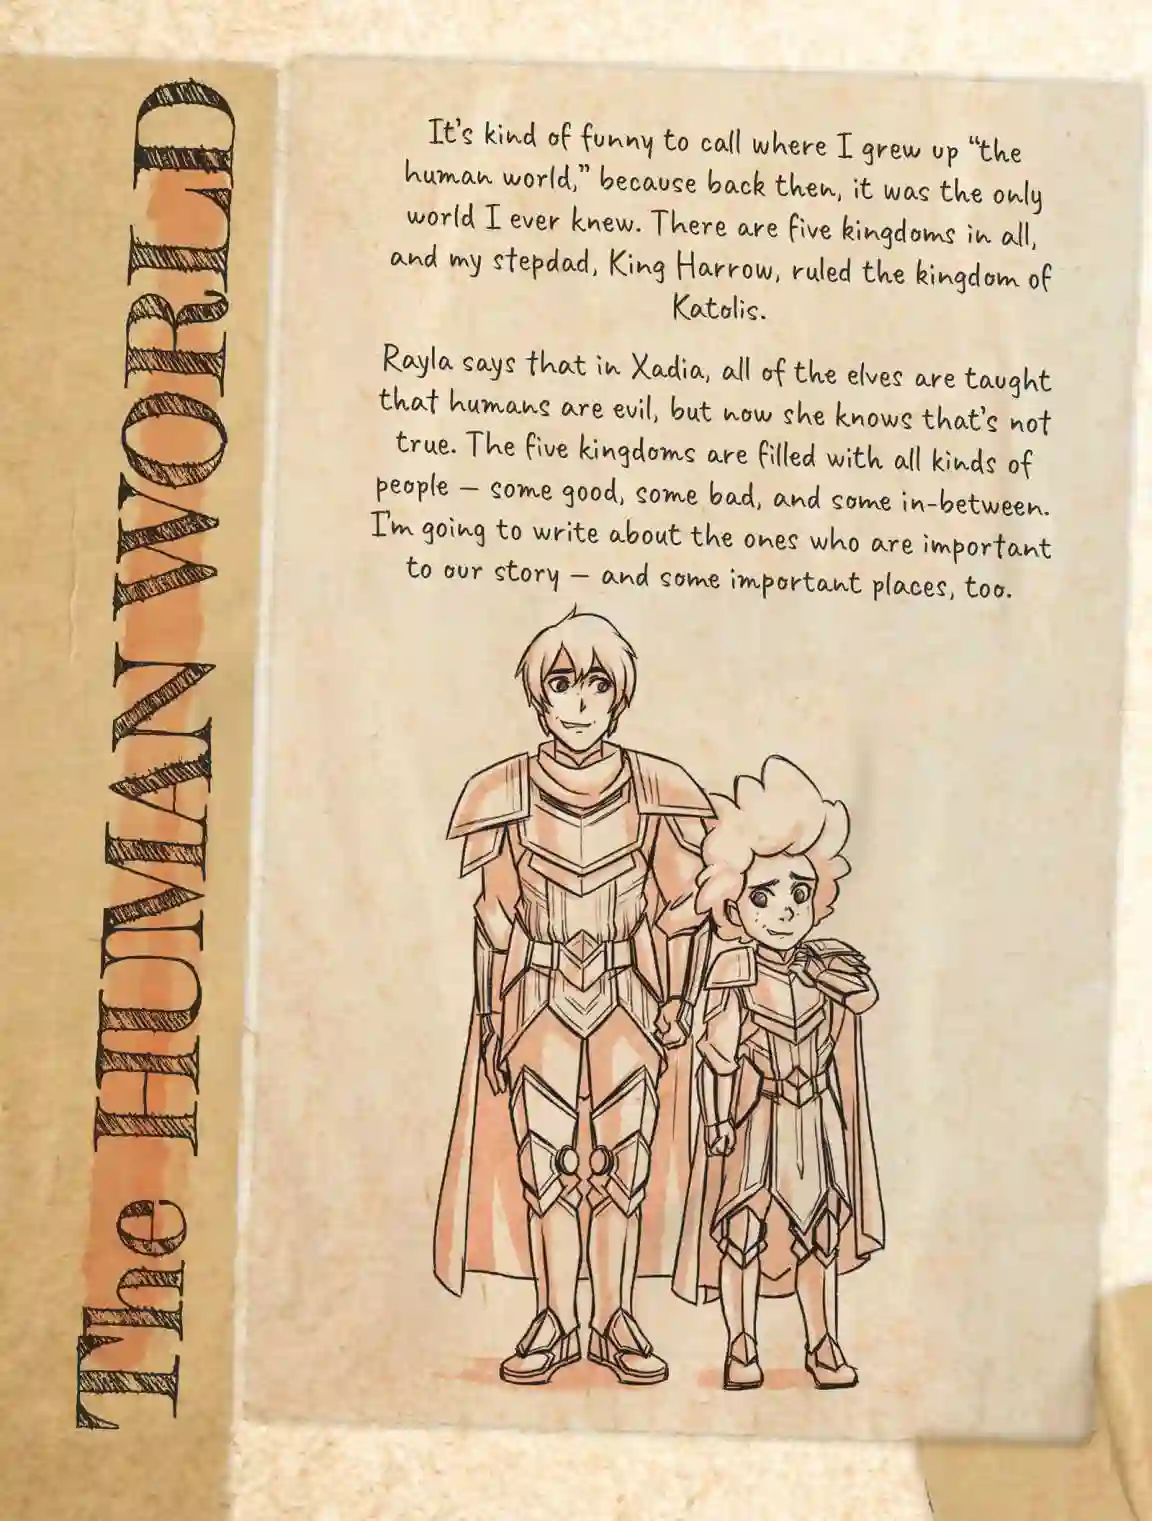 The HUMAN WORLD
It's kind of funny to call where I grew up “the
human world,” because back then, it was the only
world I ever knew. There are five kingdoms in all,
and my stepdad, King Harrow, ruled the kingdom of
Katolis.
Rayla says that in Xadia, all of the elves are taught
that humans are evil, but now she knows that's not
true. The five kingdoms are filled with all kinds of
people – some good, some bad, and some in-between.
I'm going to write about the ones who are important
to our story – and some important places, too.